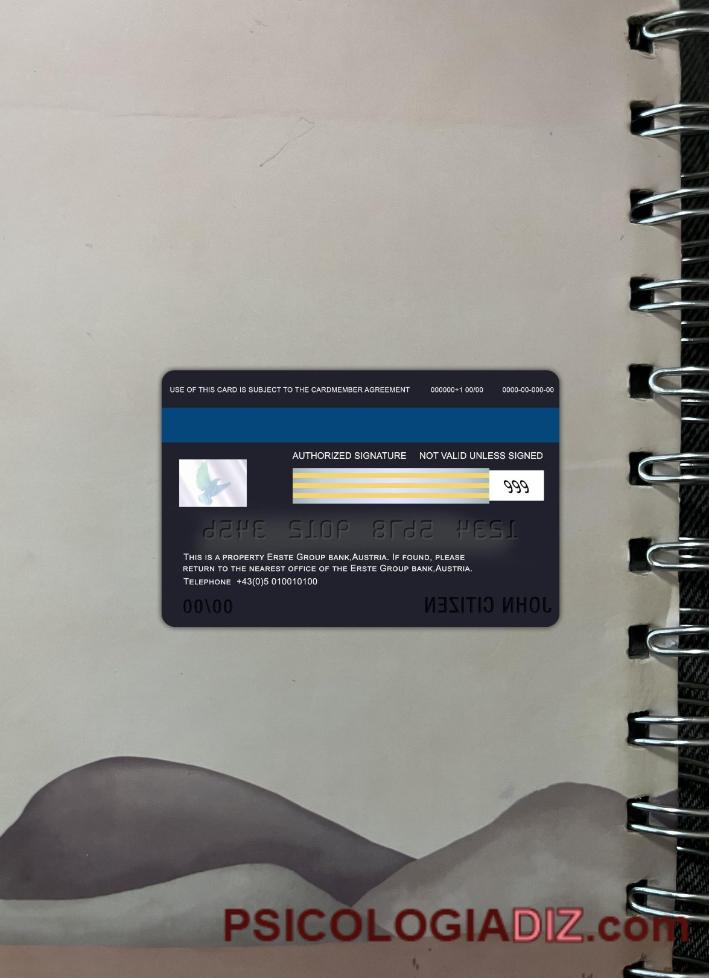 USE OF THIS CARD IS SUBJECT TO THE CARDMEMBER AGREEMENT 000000+1 00/00 0000-00-000-00
AUTHORIZED SIGNATURE NOT VALID UNLESS SIGNED
999
1234 5678 9012 3456
THIS IS A PROPERTY ERSTE GROUP BANK,AUSTRIA. IF FOUND, PLEASE
RETURN TO THE NEAREST OFFICE OF THE ERSTE GROUP BANK,AUSTRIA.
TELEPHONE +43(0)5 010010100
00/00 JOHN CITIZEN
PSICOLOGIADIZ.com